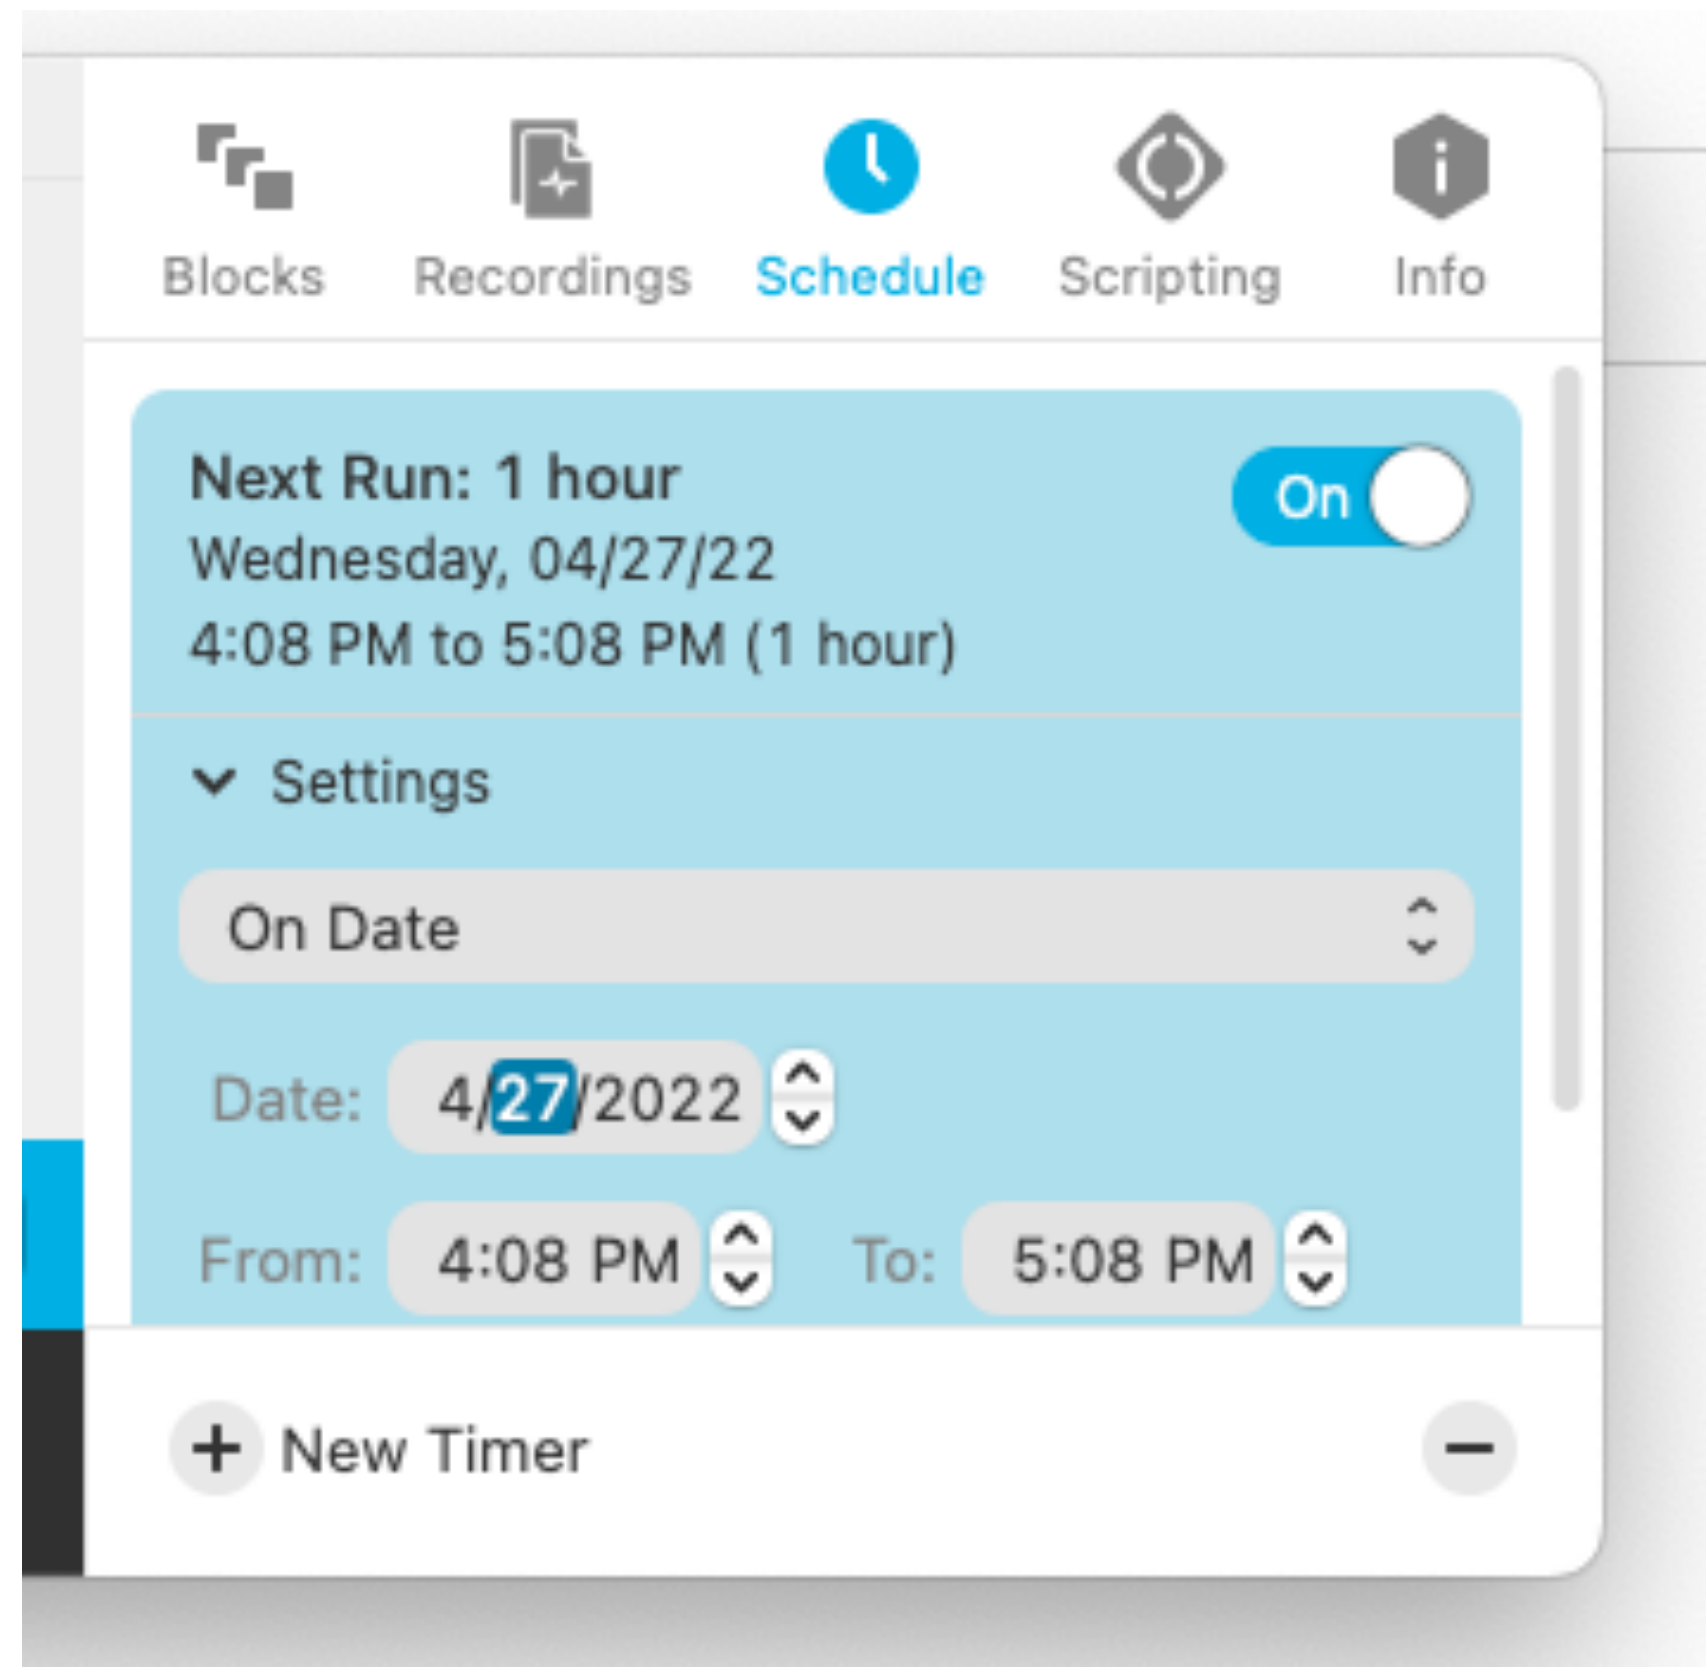 Blocks Recordings Schedule Scripting Info
Next Run: 1 hour
On
Wednesday, 04/27/22
4:08 PM to 5:08 PM (1 hour)
Settings
On Date
Date: 4/27/2022
From: 4:08 PM To: 5:08 PM
+ New Timer